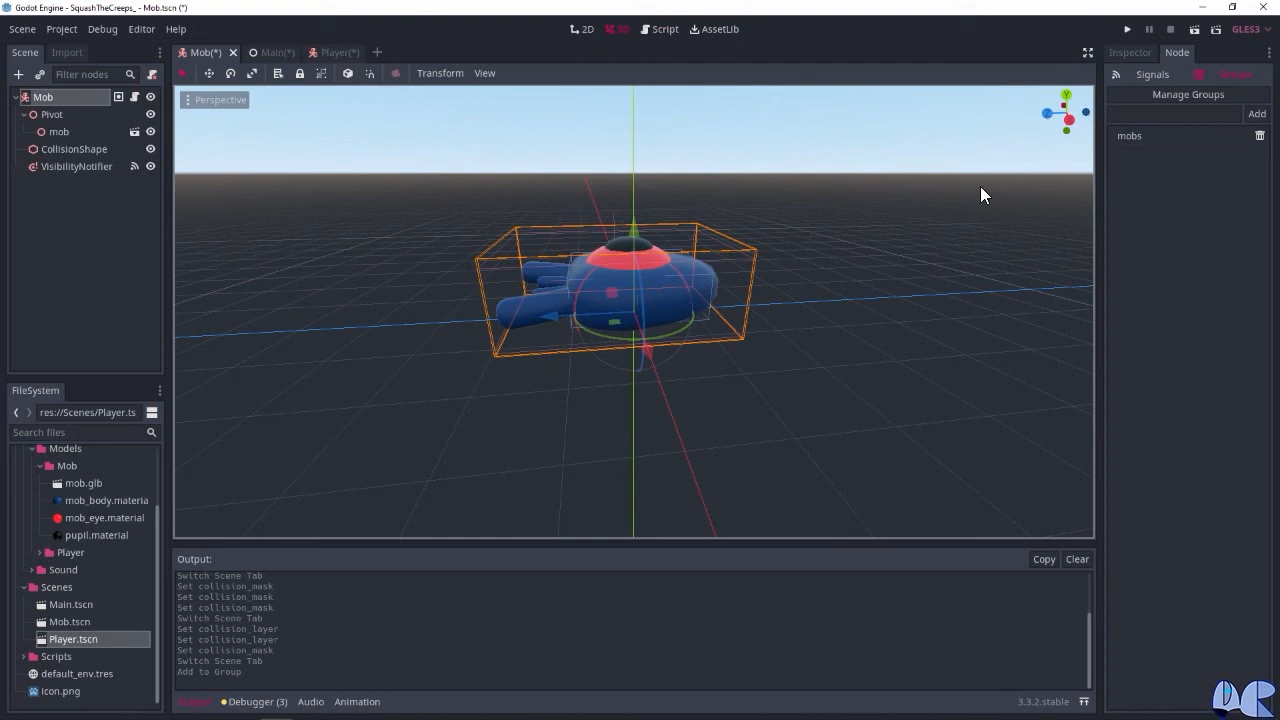 Godot Engine - SquashTheCreeps_ - Mob.tscn (*)
Scene Project Debug Editor Help
2D 3D Script AssetLib
GLES3
Scene Import
Mob(*) Main(*) Player(*)
Inspector Node
Filter nodes
Transform View
Signals Groups
Manage Groups
Add
mobs
Mob
Pivot
mob
CollisionShape
VisibilityNotifier
Perspective
Y
Z
X
FileSystem
res://Scenes/Player.ts
Search files
Models
Mob
mob.glb
mob_body.materia
mob_eye.material
pupil.material
Player
Sound
Scenes
Main.tscn
Mob.tscn
Player.tscn
Scripts
default_env.tres
icon.png
Output:
Copy Clear
Switch Scene Tab
Set collision_mask
Set collision_mask
Set collision_mask
Switch Scene Tab
Set collision_layer
Set collision_layer
Set collision_mask
Switch Scene Tab
Add to Group
Output Debugger (3) Audio Animation
3.3.2.stable